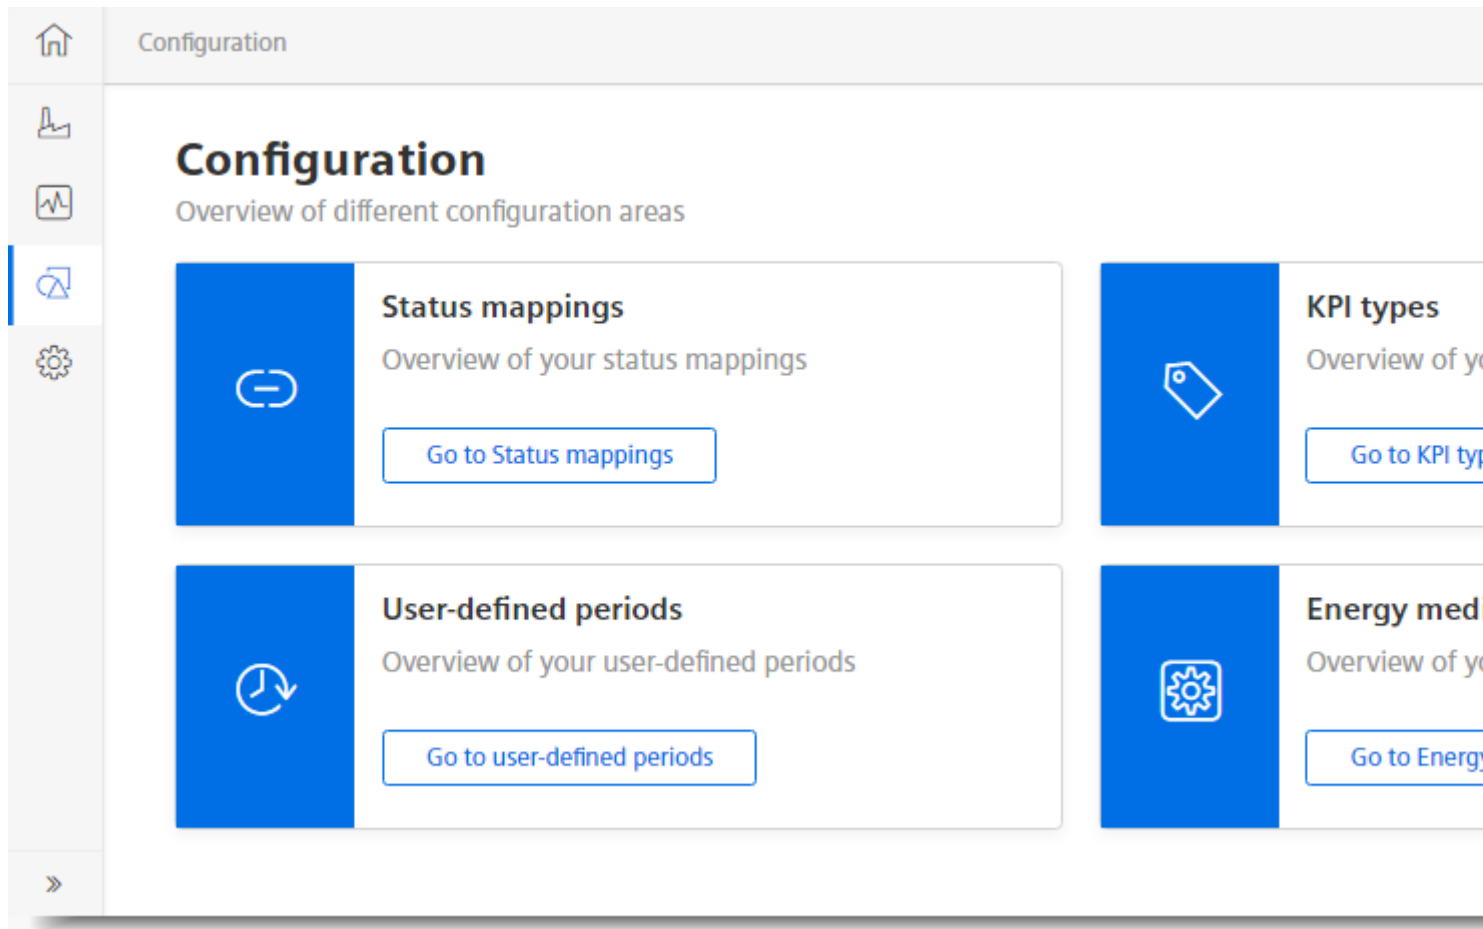 Configuration
Configuration
Overview of different configuration areas
Status mappings
Overview of your status mappings
Go to Status mappings
KPI types
Overview of
Go to KPI
User-defined periods
Overview of your user-defined periods
Go to user-defined periods
Energy
Overview of
Go to Energy